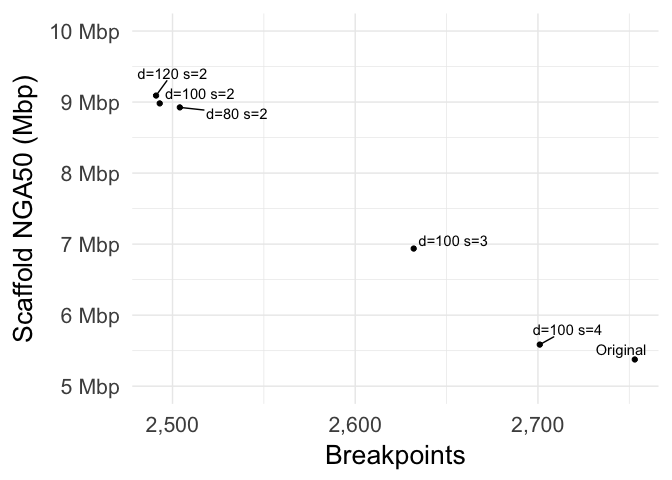 10 Mbp
9 Mbp
8 Mbp
7 Mbp
6 Mbp
5 Mbp
Scaffold NGA50 (Mbp)
d=120 s=2
d=100 s=2
d=80 s=2
d=100 s=3
d=100 s=4
Original
2,500
2,600
2,700
Breakpoints